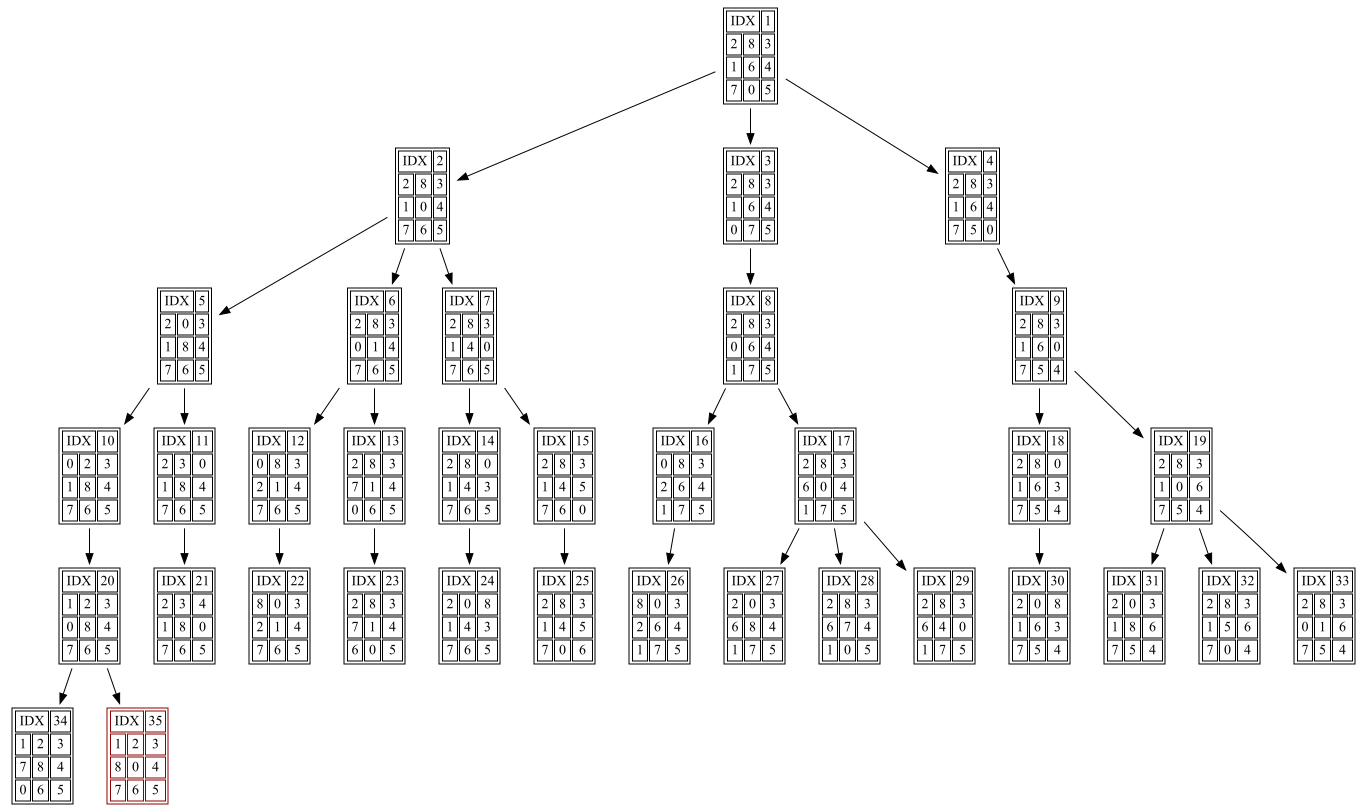 IDX 1
2 8 3
1 6 4
7 0 5
IDX 2
2 8 3
1 0 4
7 6 5
IDX 3
2 8 3
1 6 4
0 7 5
IDX 4
2 8 3
1 6 4
7 5 0
IDX 5
2 0 3
1 8 4
7 6 5
IDX 6
2 8 3
0 1 4
7 6 5
IDX 7
2 8 3
1 4 0
7 6 5
IDX 8
2 8 3
0 6 4
1 7 5
IDX 9
2 8 3
1 6 0
7 5 4
IDX 10
0 2 3
1 8 4
7 6 5
IDX 11
2 3 0
1 8 4
7 6 5
IDX 12
0 8 3
2 1 4
7 6 5
IDX 13
2 8 3
7 1 4
0 6 5
IDX 14
2 8 0
1 4 3
7 6 5
IDX 15
2 8 3
1 4 5
7 6 0
IDX 16
0 8 3
2 6 4
1 7 5
IDX 17
2 8 3
6 0 4
1 7 5
IDX 18
2 8 0
1 6 3
7 5 4
IDX 19
2 8 3
1 0 6
7 5 4
IDX 20
1 2 3
0 8 4
7 6 5
IDX 21
2 3 4
1 8 0
7 6 5
IDX 22
8 0 3
2 1 4
7 6 5
IDX 23
2 8 3
7 1 4
6 0 5
IDX 24
2 0 8
1 4 3
7 6 5
IDX 25
2 8 3
1 4 5
7 0 6
IDX 26
8 0 3
2 6 4
1 7 5
IDX 27
2 0 3
6 8 4
1 7 5
IDX 28
2 8 3
6 7 4
1 0 5
IDX 29
2 8 3
6 4 0
1 7 5
IDX 30
2 0 8
1 6 3
7 5 4
IDX 31
2 0 3
1 8 6
7 5 4
IDX 32
2 8 3
1 5 6
7 0 4
IDX 33
2 8 3
0 1 6
7 5 4
IDX 34
1 2 3
7 8 4
0 6 5
IDX 35
1 2 3
8 0 4
7 6 5